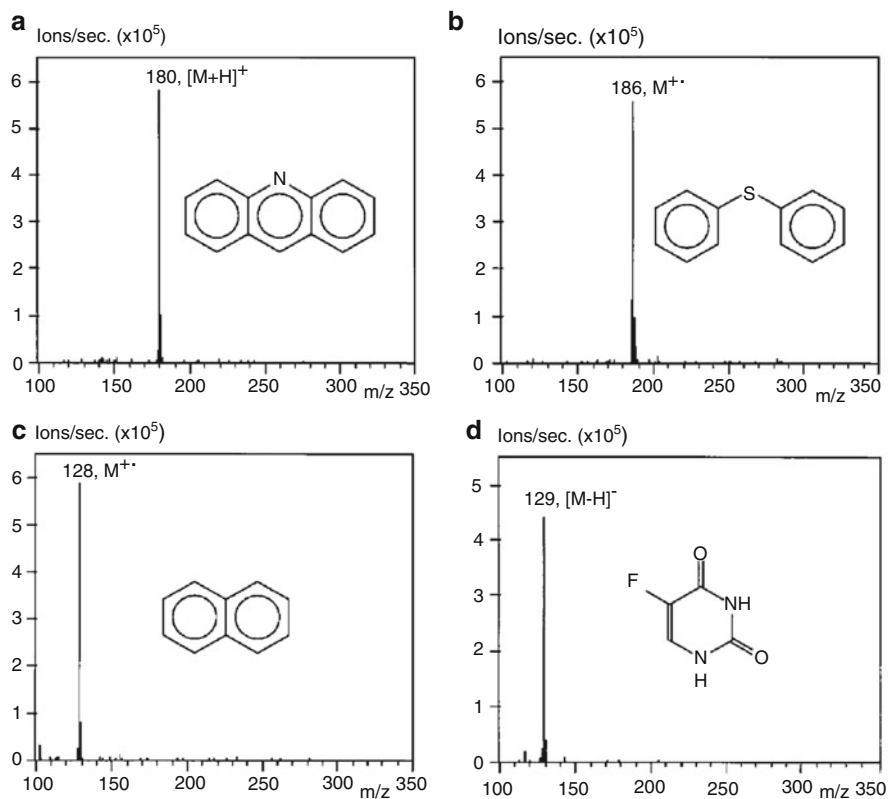 a
Ions/sec. (x10⁵)
6
5
4
3
2
1
0
180, [M+H]⁺
N
100 150 200 250 300 m/z 350
b
Ions/sec. (x10⁵)
6
5
4
3
2
1
0
186, M⁺·
S
100 150 200 250 300 m/z 350
c
Ions/sec. (x10⁵)
6
5
4
3
2
1
0
128, M⁺·
100 150 200 250 300 m/z 350
d
Ions/sec. (x10⁵)
5
4
3
2
1
0
129, [M-H]⁻
O
F
NH
N
O
H
100 150 200 250 300 m/z 350